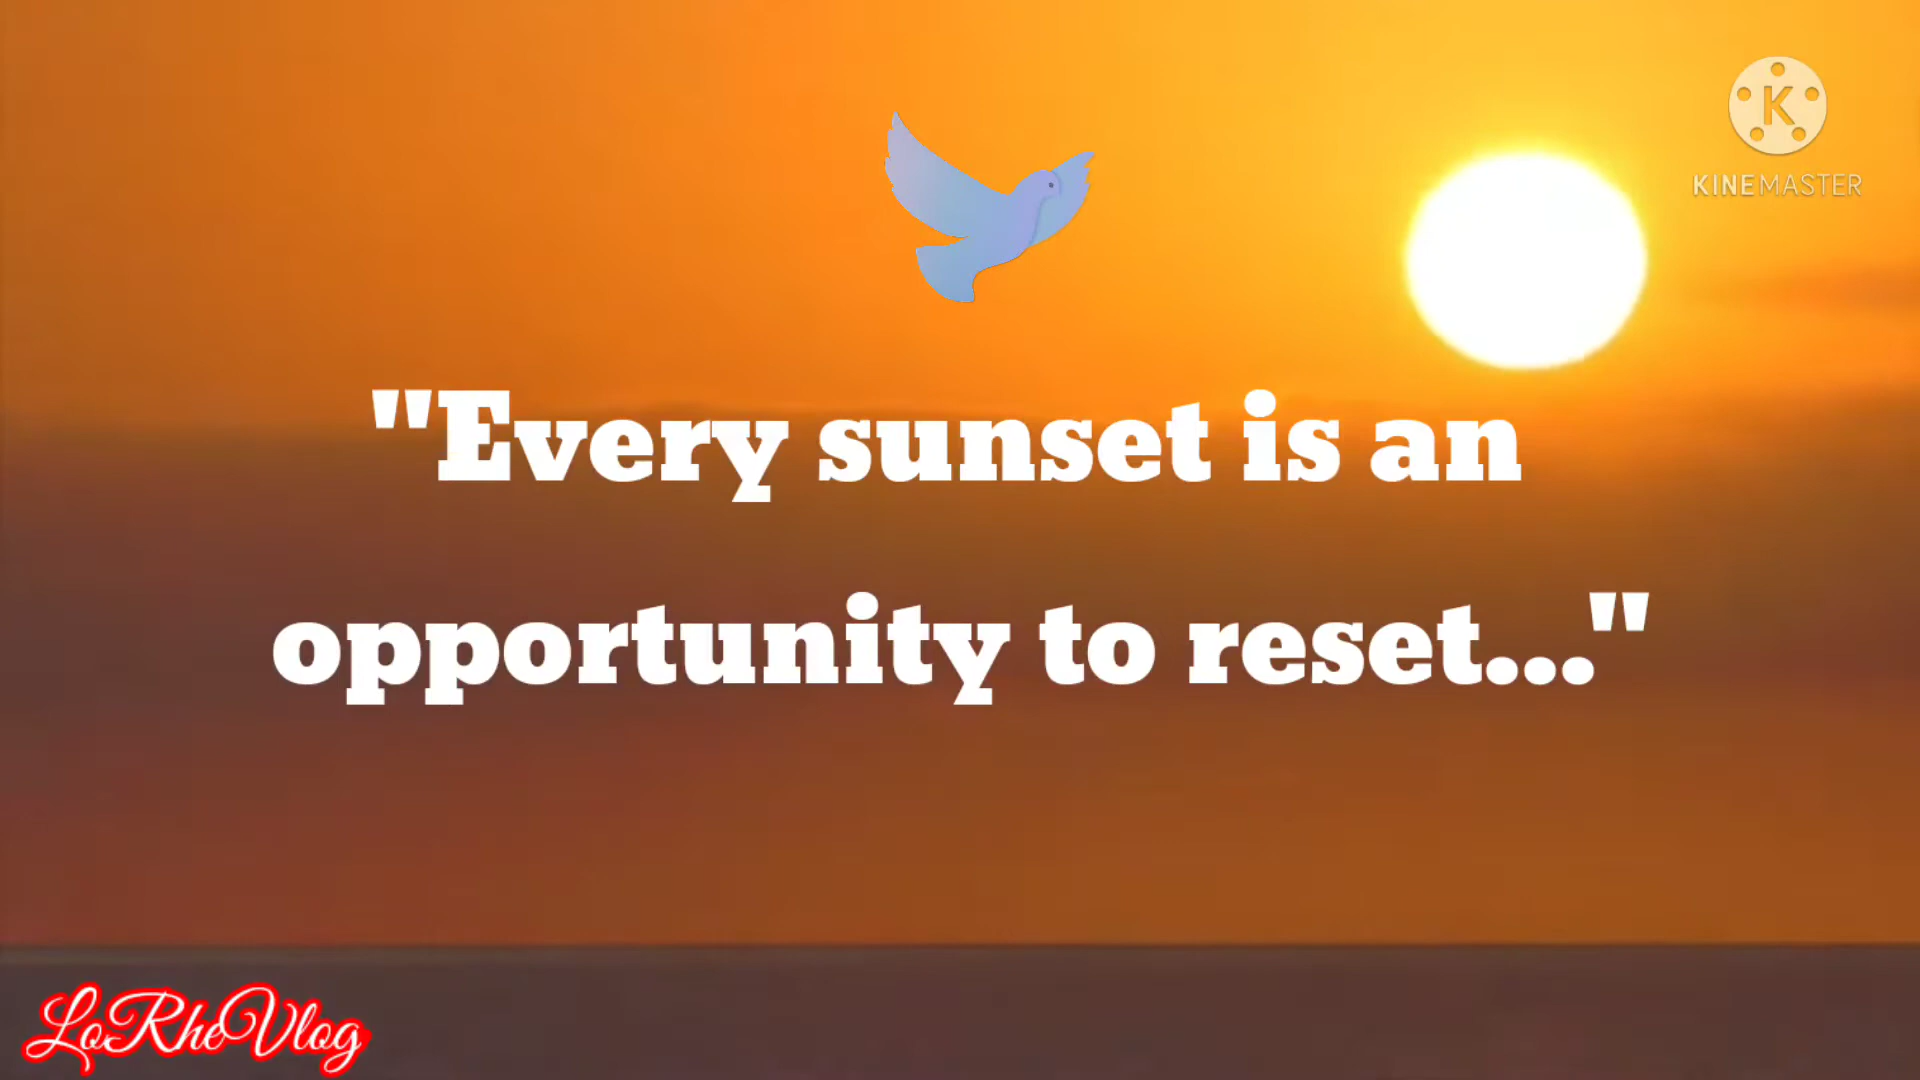 K
KINEMASTER
"Every sunset is an
opportunity to reset..."
LoRheVlog